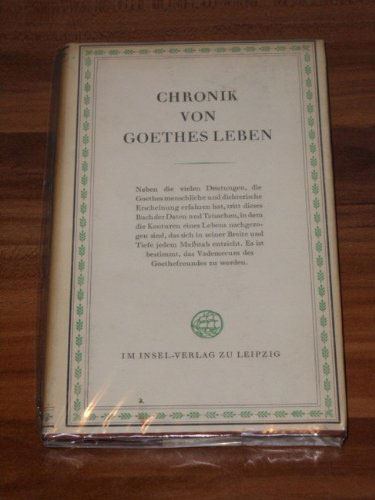 CHRONIK
VON
GOETHES LEBEN
Neben die vielen Deutungen, die
Goethes menschliche und dichterische
Erscheinung erfahren hat, tritt dieses
Buch der Daten und Tatsachen, in dem
die Konturen eines Lebens nachgezo-
gen sind, das sich in seiner Breite und
Tiefe jedem Maßstab entzieht. Es ist
bestimmt, das Vademecum des
Goethefreundes zu werden.
IM INSEL-VERLAG ZU LEIPZIG